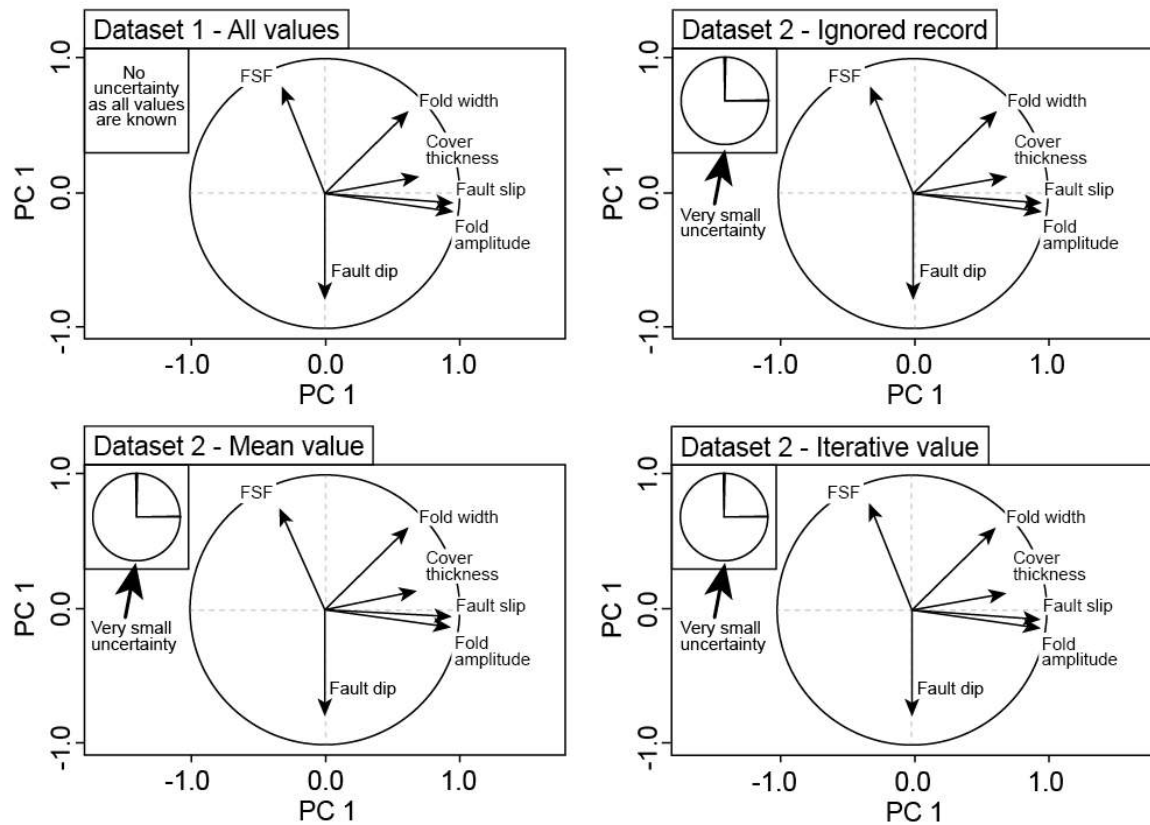 Dataset 1 - All values
No
uncertainty
as all values
are known
FSF
Fold width
Cover
thickness
Fault slip
Fold
amplitude
Fault dip
1.0
0.0
-1.0
PC 1
-1.0
0.0
1.0
PC 1
Dataset 2 - Ignored record
Very small
uncertainty
FSF
Fold width
Cover
thickness
Fault slip
Fold
amplitude
Fault dip
1.0
0.0
-1.0
PC 1
-1.0
0.0
1.0
PC 1
Dataset 2 - Mean value
Very small
uncertainty
FSF
Fold width
Cover
thickness
Fault slip
Fold
amplitude
Fault dip
1.0
0.0
-1.0
PC 1
-1.0
0.0
1.0
PC 1
Dataset 2 - Iterative value
Very small
uncertainty
FSF
Fold width
Cover
thickness
Fault slip
Fold
amplitude
Fault dip
1.0
0.0
-1.0
PC 1
-1.0
0.0
1.0
PC 1